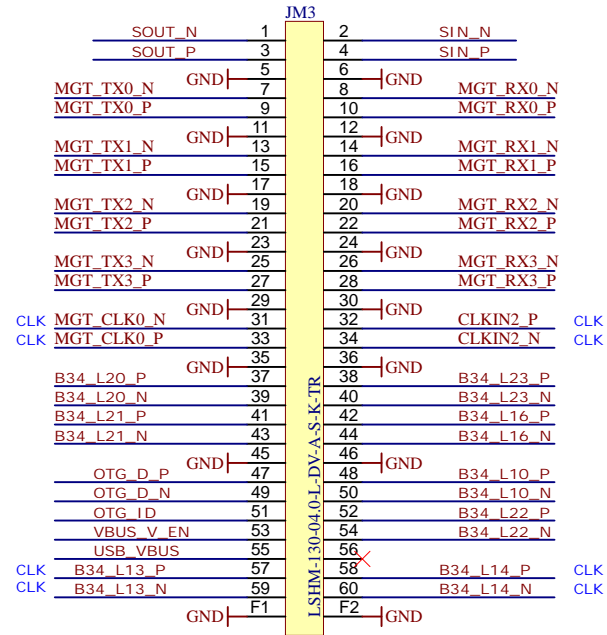 JM3
SOUT_N 1 2 SIN_N
SOUT_P 3 4 SIN_P
GND 5 6 GND
MGT_TX0_N 7 8 MGT_RX0_N
MGT_TX0_P 9 10 MGT_RX0_P
GND 11 12 GND
MGT_TX1_N 13 14 MGT_RX1_N
MGT_TX1_P 15 16 MGT_RX1_P
GND 17 18 GND
MGT_TX2_N 19 20 MGT_RX2_N
MGT_TX2_P 21 22 MGT_RX2_P
GND 23 24 GND
MGT_TX3_N 25 26 MGT_RX3_N
MGT_TX3_P 27 28 MGT_RX3_P
GND 29 30 GND
CLK MGT_CLK0_N 31 32 CLKIN2_P CLK
CLK MGT_CLK0_P 33 34 CLKIN2_N CLK
GND 35 36 GND
B34_L20_P 37 38 B34_L23_P
B34_L20_N 39 40 B34_L23_N
B34_L21_P 41 42 B34_L16_P
B34_L21_N 43 44 B34_L16_N
GND 45 46 GND
OTG_D_P 47 48 B34_L10_P
OTG_D_N 49 50 B34_L10_N
OTG_ID 51 52 B34_L22_P
VBUS_V_EN 53 54 B34_L22_N
USB_VBUS 55 56
CLK B34_L13_P 57 58 B34_L14_P CLK
CLK B34_L13_N 59 60 B34_L14_N CLK
GND F1 F2 GND
LSHM-130-04.0-L-DV-A-S-K-TR